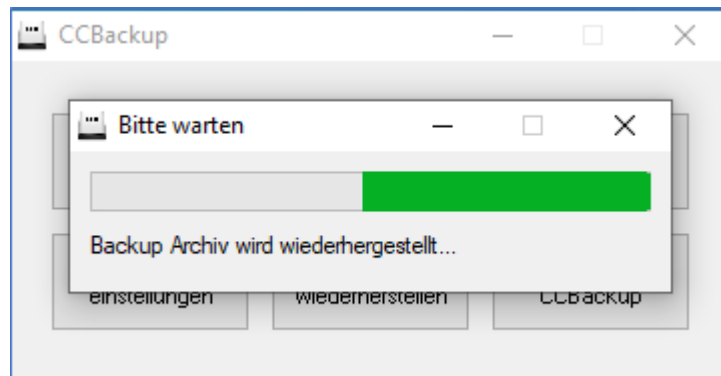 CCBackup
Bitte warten
Backup Archiv wird wiederhergestellt...
einstellungen wiederherstellen CCBackup